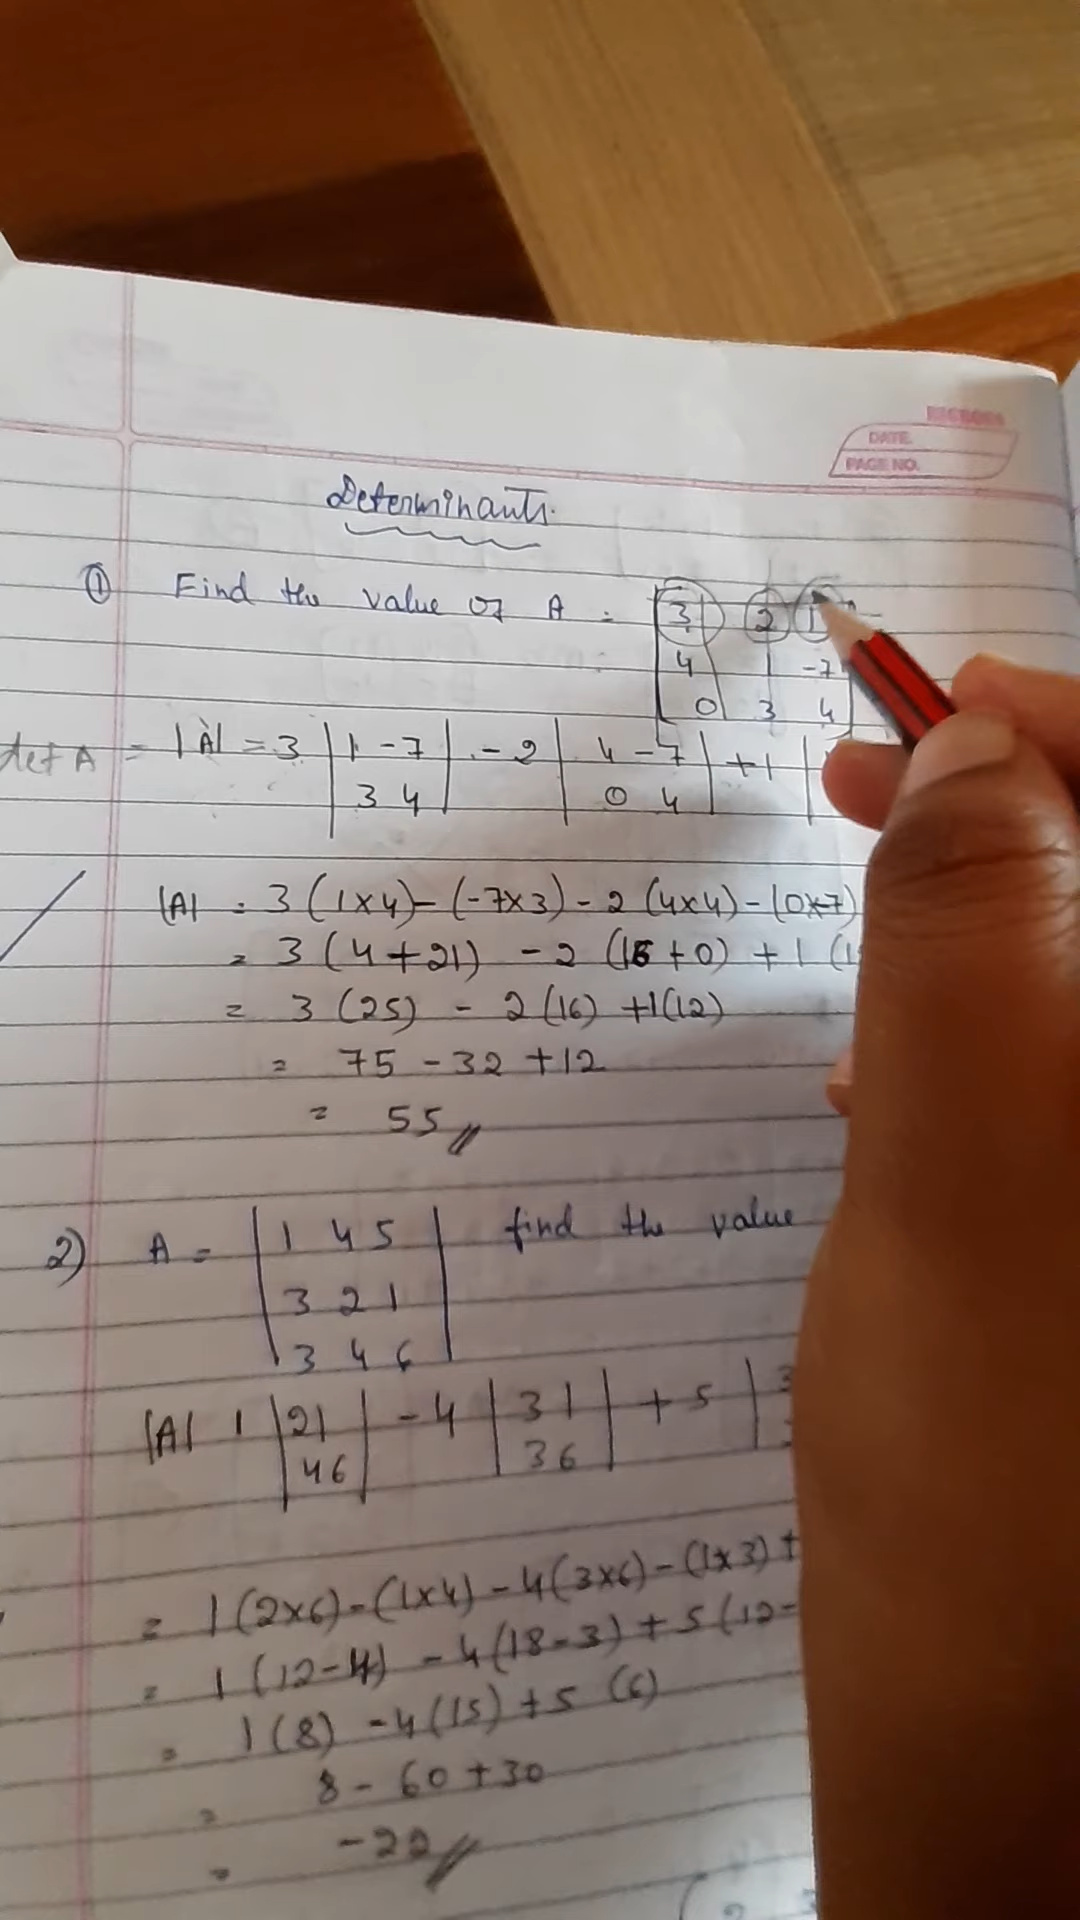 DATE.
PAGE NO.
Determinants.
① Find the value of A = 3 2 1
4 1 -7
0 3 4
det A = |A| = 3 | 1 -7 | - 2 | 4 -7 | + 1 |
3 4 0 4
|A| = 3 (1x4) - (-7x3) - 2 (4x4) - (0x-7)
= 3 (4+21) - 2 (16+0) + 1 (1
= 3 (25) - 2 (16) +1(12)
= 75 - 32 + 12
= 55
2) A = | 1 4 5 | find the value
3 2 1
3 4 6
|A| 1 | 2 1 | - 4 | 3 1 | + 5 | 3
4 6 3 6
= 1 (2x6) - (1x4) - 4 (3x6) - (1x3) +
= 1 (12-4) - 4 (18-3) + 5 (12-
= 1 (8) - 4 (15) + 5 (6)
= 8 - 60 + 30
= -22